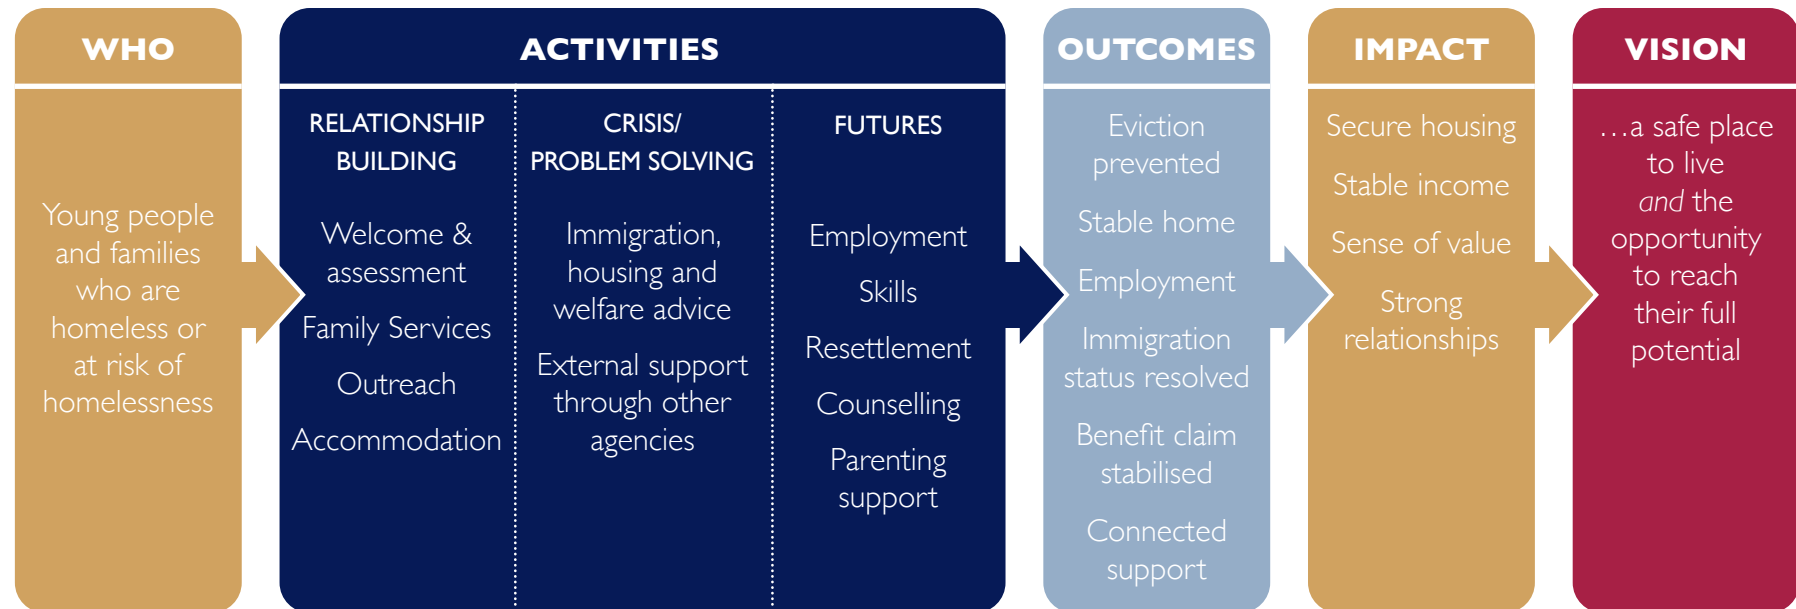 WHO
Young people
and families
who are
homeless or
at risk of
homelessness
ACTIVITIES
RELATIONSHIP
BUILDING
Welcome &
assessment
Family Services
Outreach
Accommodation
CRISIS/
PROBLEM SOLVING
Immigration,
housing and
welfare advice
External support
through other
agencies
FUTURES
Employment
Skills
Resettlement
Counselling
Parenting
support
OUTCOMES
Eviction
prevented
Stable home
Employment
Immigration
status resolved
Benefit claim
stabilised
Connected
support
IMPACT
Secure housing
Stable income
Sense of value
Strong
relationships
VISION
…a safe place
to live
and the
opportunity
to reach
their full
potential